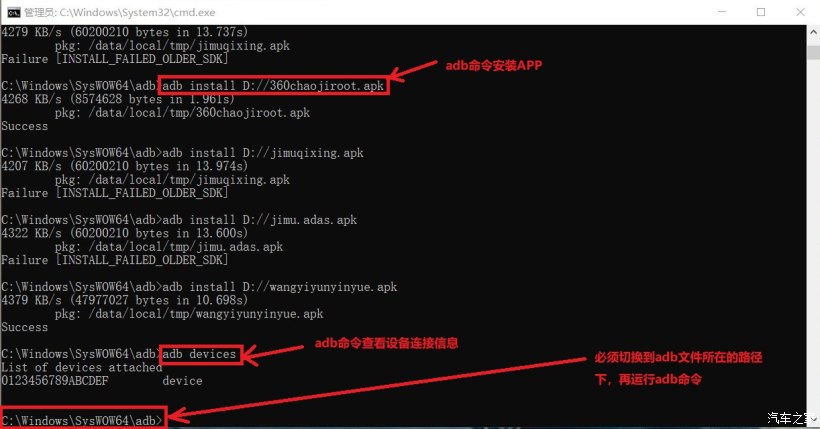 管理员: C:\Windows\System32\cmd.exe
4279 KB/s (60200210 bytes in 13.737s)
pkg: /data/local/tmp/jimuqixing.apk
Failure [INSTALL_FAILED_OLDER_SDK]
adb命令安装APP
C:\Windows\SysWOW64\adb>adb install D://360chaojiroot.apk
4268 KB/s (8574628 bytes in 1.961s)
pkg: /data/local/tmp/360chaojiroot.apk
Success
C:\Windows\SysWOW64\adb>adb install D://jimuqixing.apk
4207 KB/s (60200210 bytes in 13.974s)
pkg: /data/local/tmp/jimuqixing.apk
Failure [INSTALL_FAILED_OLDER_SDK]
C:\Windows\SysWOW64\adb>adb install D://jimu.adas.apk
4322 KB/s (60200210 bytes in 13.600s)
pkg: /data/local/tmp/jimu.adas.apk
Failure [INSTALL_FAILED_OLDER_SDK]
C:\Windows\SysWOW64\adb>adb install D://wangyiyunyinyue.apk
4379 KB/s (47977027 bytes in 10.698s)
pkg: /data/local/tmp/wangyiyunyinyue.apk
Success
adb命令查看设备连接信息
C:\Windows\SysWOW64\adb>adb devices
List of devices attached
0123456789ABCDEF device
必须切换到adb文件所在的路径
下，再运行adb命令
C:\Windows\SysWOW64\adb>
汽车之家